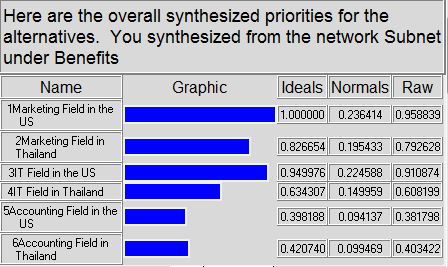 Here are the overall synthesized priorities for the
alternatives.  You synthesized from the network Subnet
under Benefits
Name Graphic Ideals Normals Raw
1Marketing Field in the
US 1.000000 0.236414 0.958839
2Marketing Field in
Thailand 0.826654 0.195433 0.792628
3IT Field in the US 0.949976 0.224588 0.910874
4IT Field in Thailand 0.634307 0.149959 0.608199
5Accounting Field in the
US 0.398188 0.094137 0.381798
6Accounting Field in
Thailand 0.420740 0.099469 0.403422